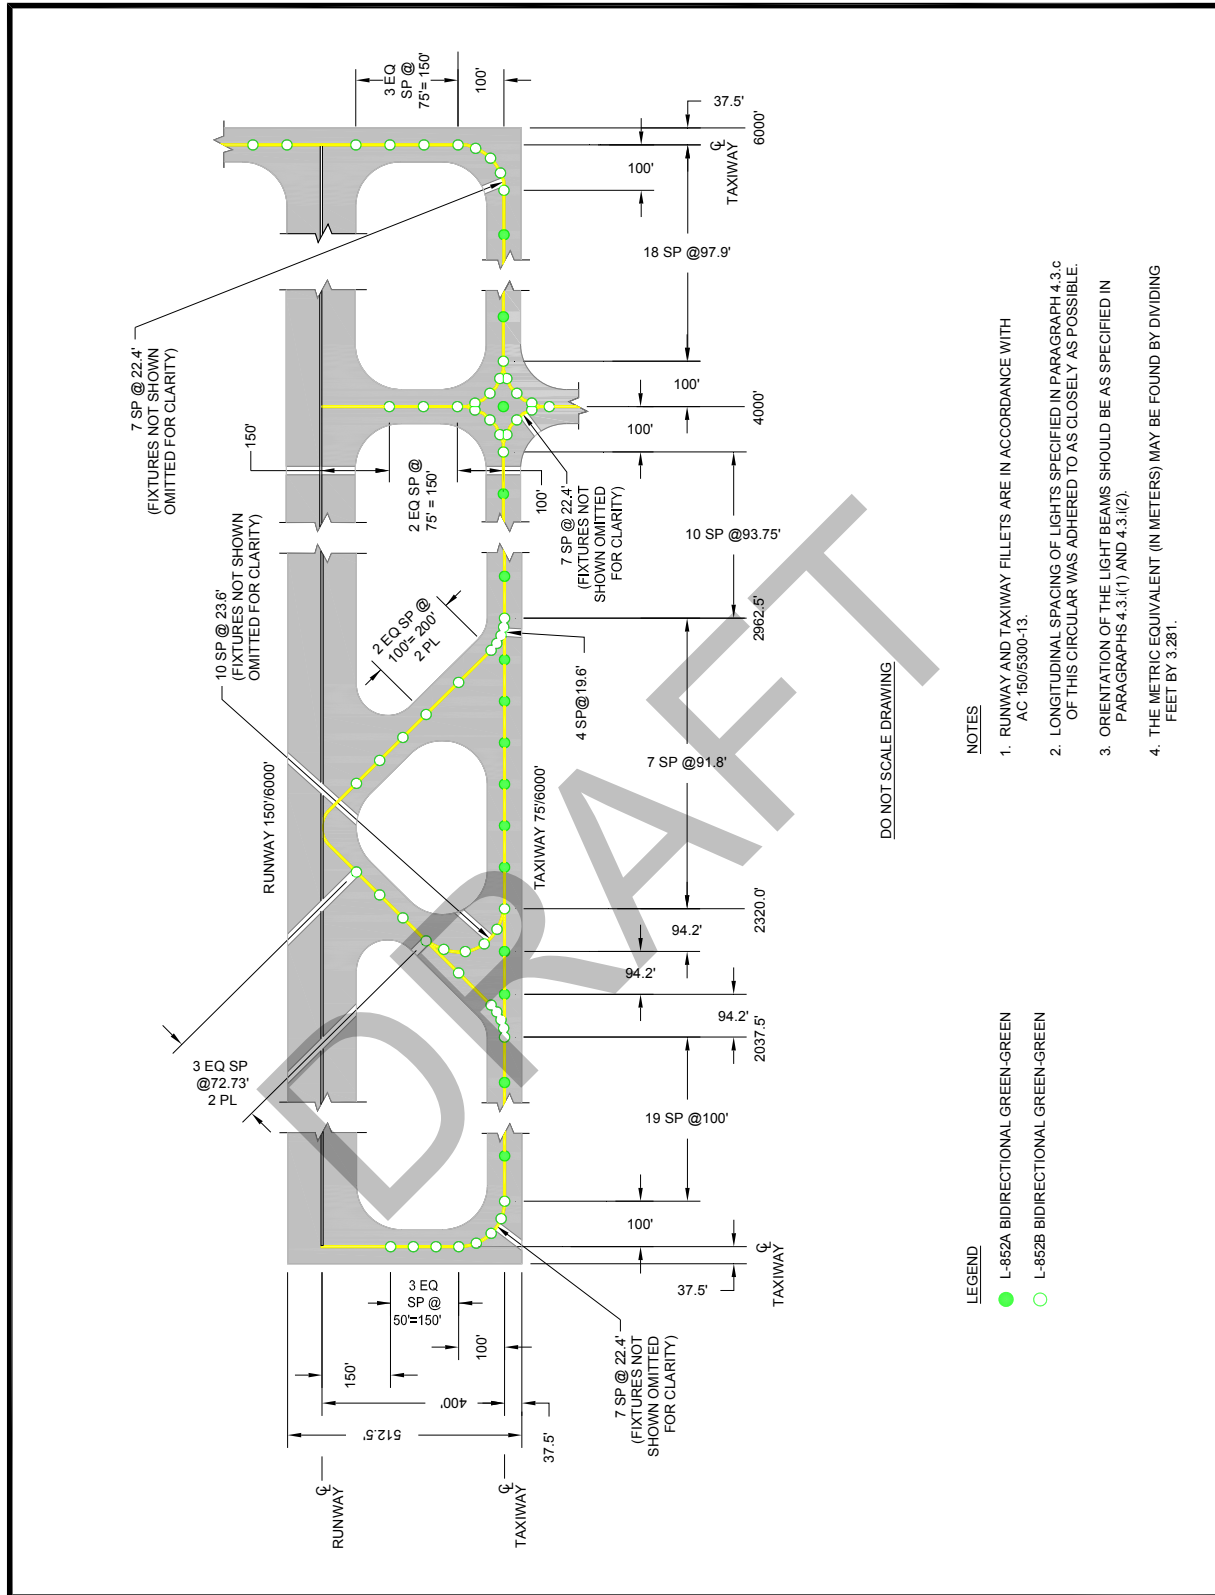 3 EQ
SP @
75'= 150'
100'
37.5'
6000'
℄
TAXIWAY
100'
18 SP @97.9'
100'
4000'
100'
10 SP @93.75'
2962.5'
7 SP @91.8'
2320.0'
94.2'
94.2'
94.2'
2037.5'
19 SP @100'
100'
℄
TAXIWAY
37.5'
7 SP @ 22.4'
(FIXTURES NOT SHOWN
OMITTED FOR CLARITY)
150'
2 EQ SP @
75' = 150'
100'
7 SP @ 22.4'
(FIXTURES NOT
SHOWN OMITTED
FOR CLARITY)
10 SP @ 23.6'
(FIXTURES NOT SHOWN
OMITTED FOR CLARITY)
2 EQ SP @
100'= 200'
2 PL
4 SP@19.6'
RUNWAY 150'/6000'
TAXIWAY 75'/6000'
3 EQ SP
@72.73'
2 PL
3 EQ
SP @
50'=150'
150'
100'
400'
512.5'
37.5'
7 SP @ 22.4'
(FIXTURES NOT
SHOWN OMITTED
FOR CLARITY)
℄
RUNWAY
℄
TAXIWAY
DRAFT
DO NOT SCALE DRAWING
LEGEND
L-852A BIDIRECTIONAL GREEN-GREEN
L-852B BIDIRECTIONAL GREEN-GREEN
NOTES
1. RUNWAY AND TAXIWAY FILLETS ARE IN ACCORDANCE WITH
AC 150/5300-13.
2. LONGITUDINAL SPACING OF LIGHTS SPECIFIED IN PARAGRAPH 4.3.c
OF THIS CIRCULAR WAS ADHERED TO AS CLOSELY AS POSSIBLE.
3. ORIENTATION OF THE LIGHT BEAMS SHOULD BE AS SPECIFIED IN
PARAGRAPHS 4.3.i(1) AND 4.3.i(2).
4. THE METRIC EQUIVALENT (IN METERS) MAY BE FOUND BY DIVIDING
FEET BY 3.281.